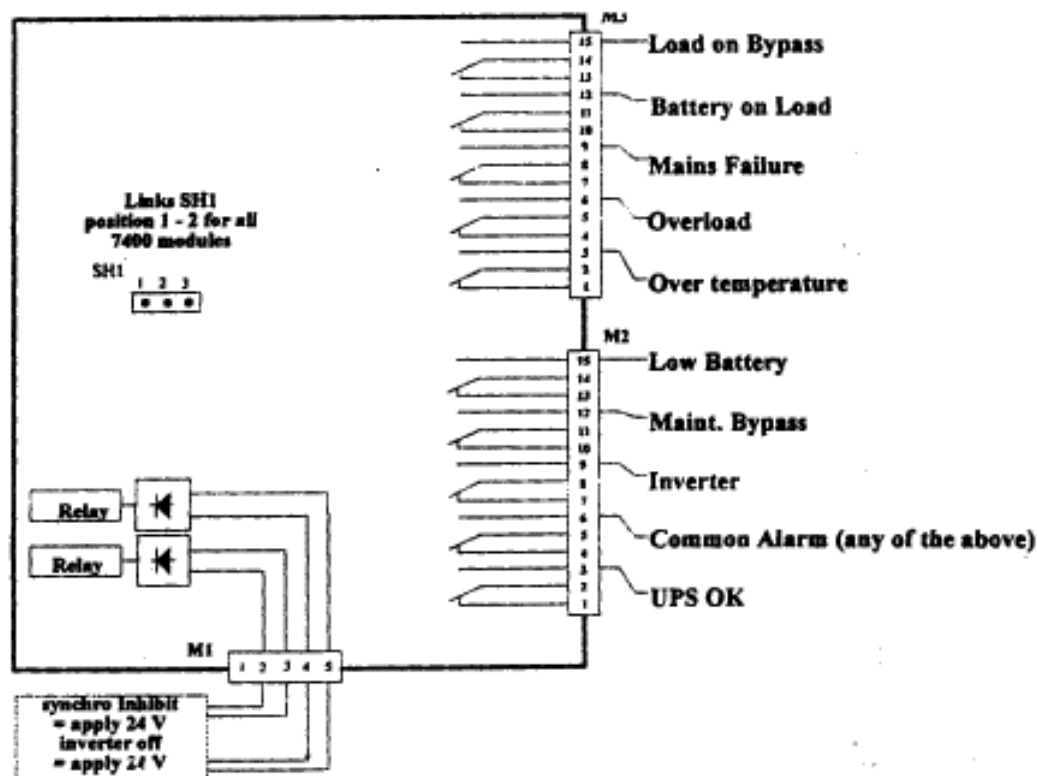 M3
15 Load on Bypass
14
13
12 Battery on Load
11
10
9 Mains Failure
8
7
6 Overload
5
4
3 Over temperature
2
1
Links SH1
position 1 - 2 for all
7400 modules
SH1
1 2 3
M2
15 Low Battery
14
13
12 Maint. Bypass
11
10
9 Inverter
8
7
6 Common Alarm (any of the above)
5
4
3 UPS OK
2
1
Relay
Relay
M1
1 2 3 4 5
synchro Inhibit
= apply 24 V
inverter off
= apply 24 V